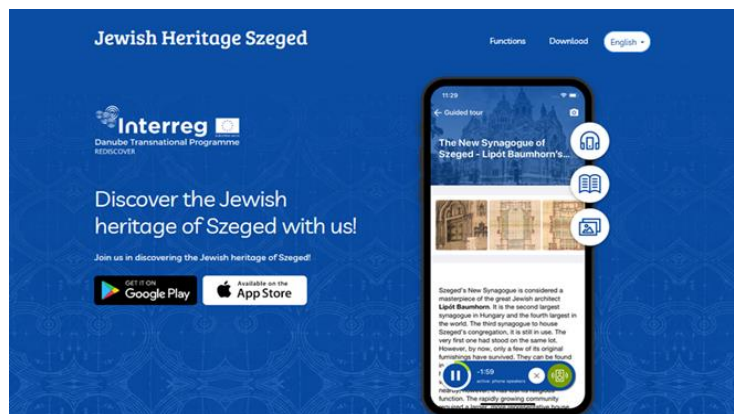 Jewish Heritage Szeged
Functions
Download
English
Interreg
Danube Transnational Programme
REDISCOVER
Discover the Jewish
heritage of Szeged with us!
Join us in discovering the Jewish heritage of Szeged!
GET IT ON
Google Play
Available on the
App Store
11:29
← Guided tour
The New Synagogue of
Szeged - Lipót Baumhorn's...
Szeged's New Synagogue is considered a
masterpiece of the great Jewish architect
Lipót Baumhorn. It is the second largest
synagogue in Hungary and the fourth largest in
the world. The third synagogue to house
Szeged's congregation, it is still in use. The
very first one had stood on the same lot.
However, by now, only a few of its original
furnishings have survived. They can be found
in
-1:59
active: phone speakers
function. The rapidly growing community
required a larger, more representative house